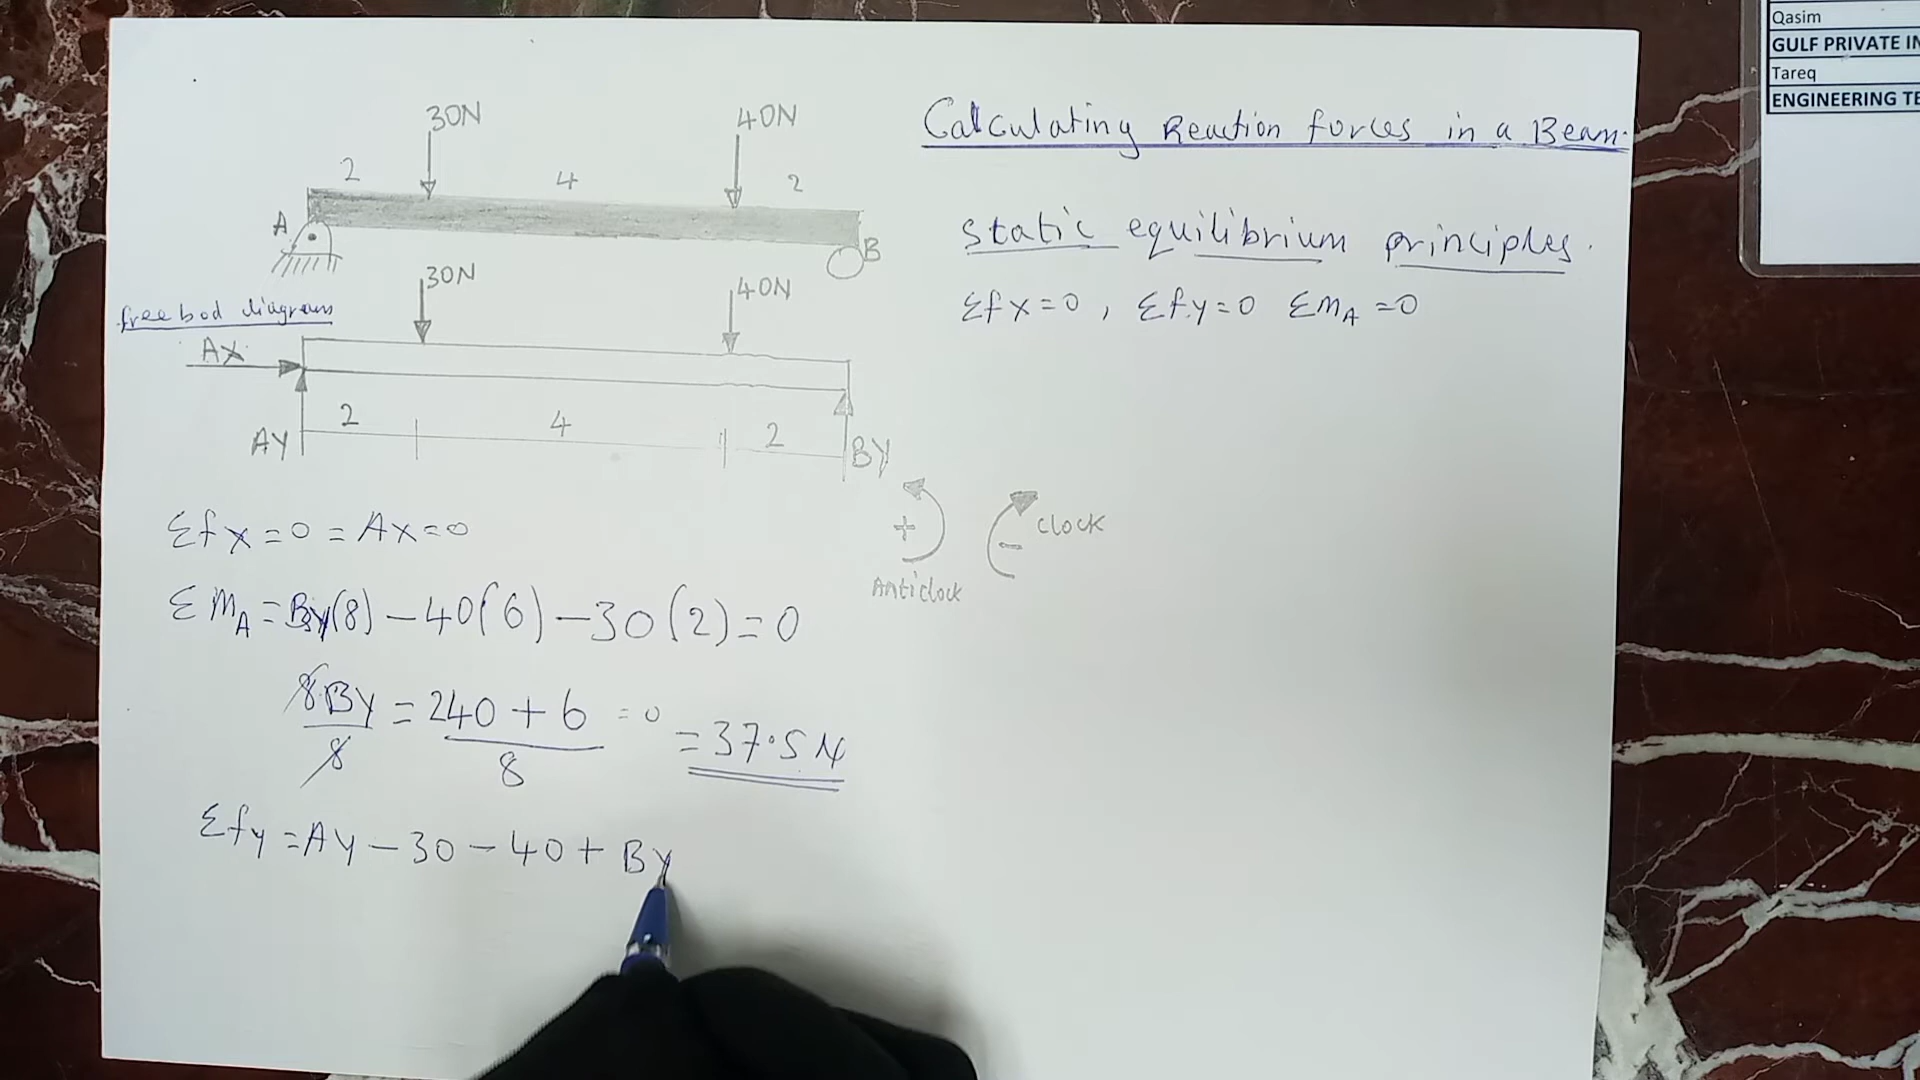 30N 40N
2 4 2
A B
free bod diagram
30N 40N
AX
2 4 2
AY BY
Σfx=0 = Ax=0
ΣMA = By(8) - 40(6) - 30(2) = 0
8By = 240 + 6 = 0
8 8
= 37.5 N
Σfy = Ay - 30 - 40 + By
Calculating Reaction forces in a Beam.
static equilibrium principles.
Σfx=0, Σf.y=0 ΣMA=0
+ Anticlock
- Clock
Qasim
GULF PRIVATE IN
Tareq
ENGINEERING TE